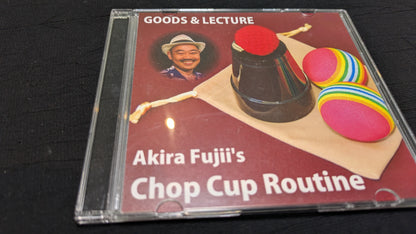 GOODS & LECTURE
Akira Fujii's
Chop Cup Routine